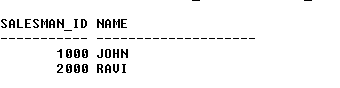 SALESMAN_ID NAME
----------- --------------------
1000 JOHN
2000 RAVI